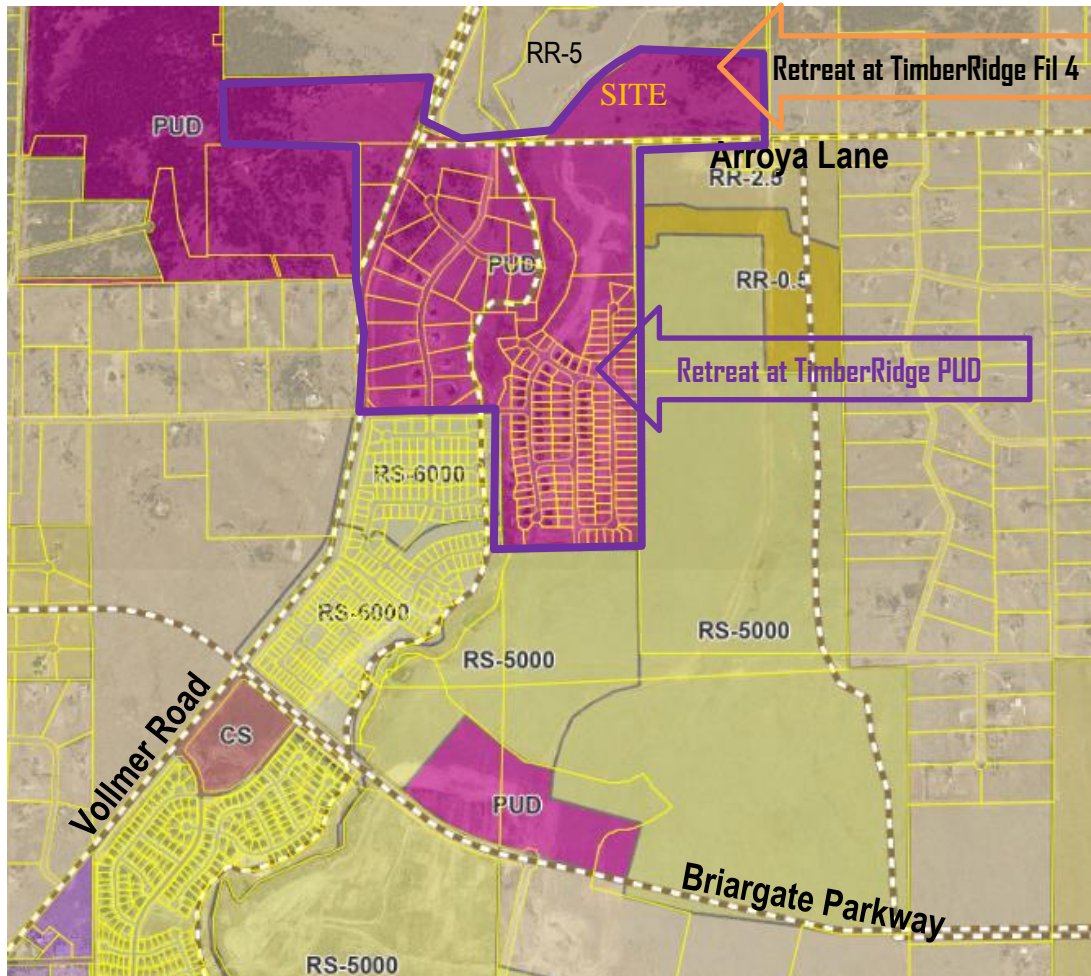 RR-5
Retreat at TimberRidge Fil 4
SITE
PUD
Arroya Lane
RR-2.5
PUD
RR-0.5
Retreat at TimberRidge PUD
RS-6000
RS-6000
RS-5000
RS-5000
Vollmer Road
CS
PUD
Briargate Parkway
RS-5000